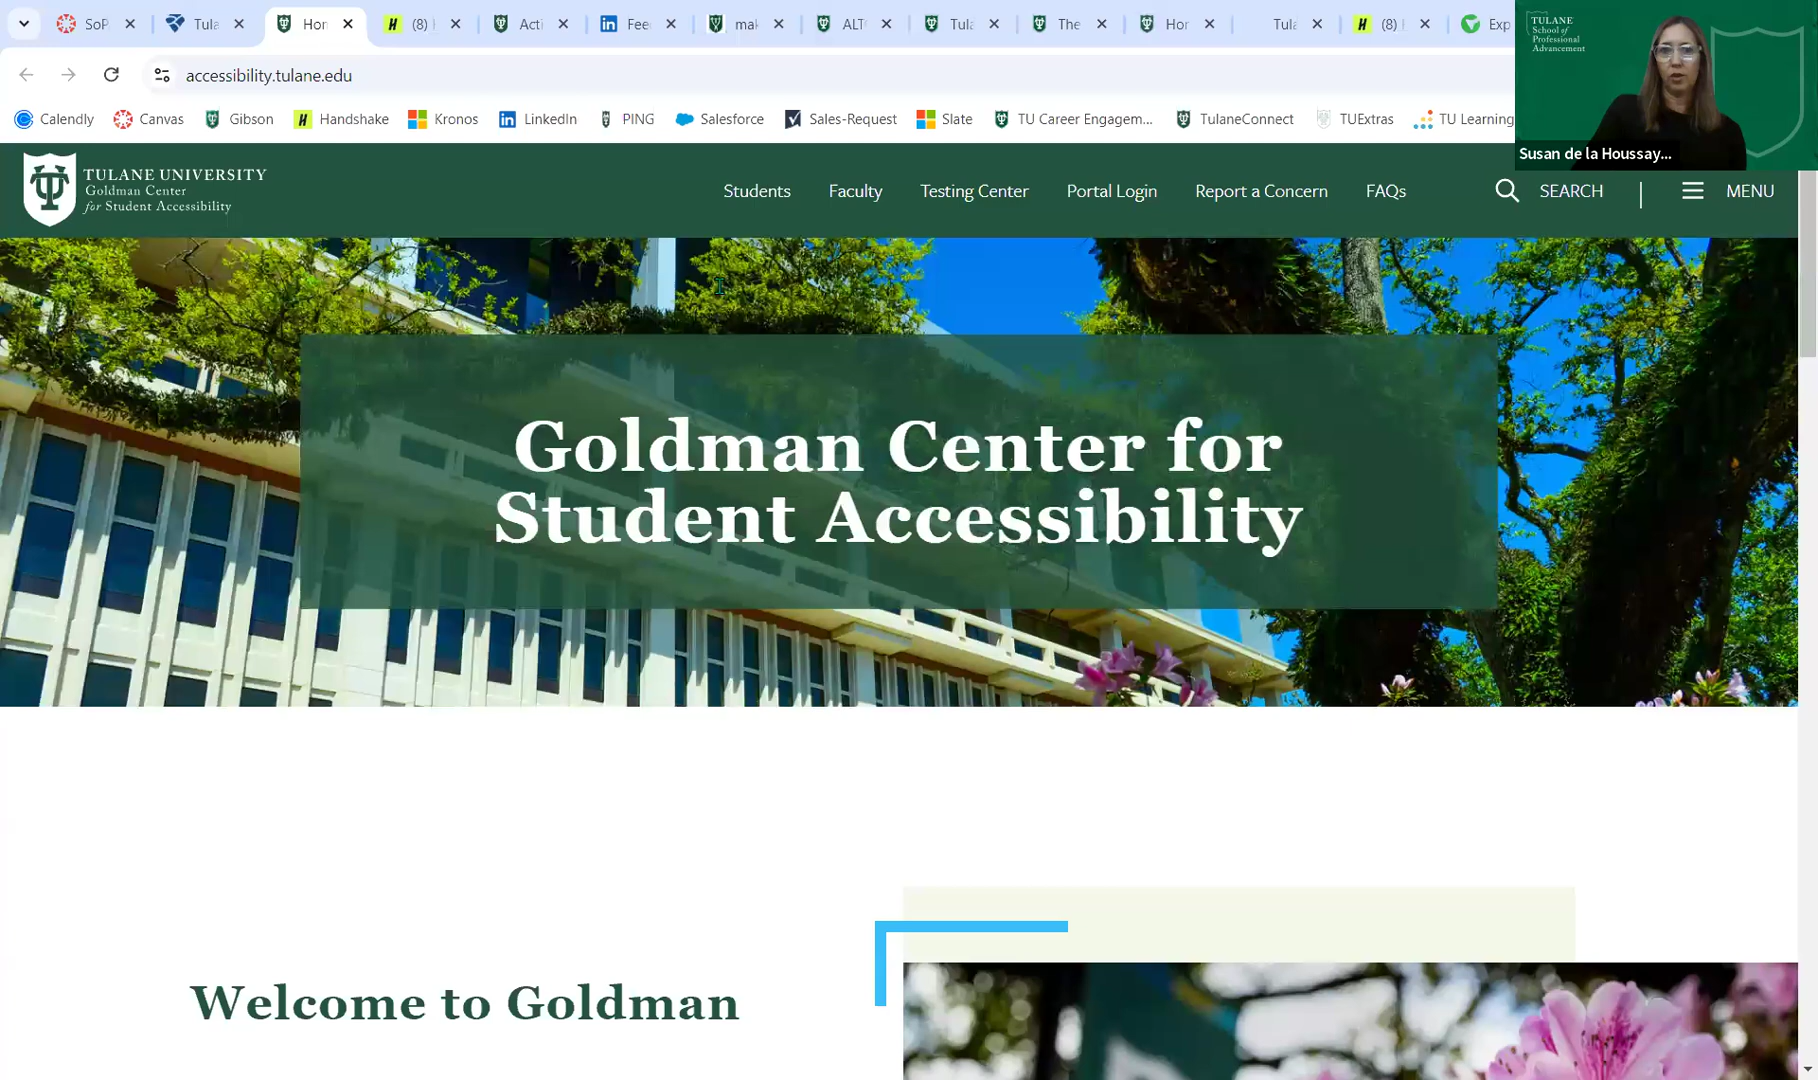 SoP
Tula
Hon
(8)
Acti
Fee
mak
ALT
Tula
The
Hor
Tula
(8)
Exp
accessibility.tulane.edu
Calendly
Canvas
Gibson
Handshake
Kronos
LinkedIn
PING
Salesforce
Sales-Request
Slate
TU Career Engagem...
TulaneConnect
TUExtras
TU Learning
TULANE
School of
Professional
Advancement
Susan de la Houssay...
TULANE UNIVERSITY
Goldman Center
for Student Accessibility
Students
Faculty
Testing Center
Portal Login
Report a Concern
FAQs
SEARCH
MENU
Goldman Center for
Student Accessibility
Welcome to Goldman